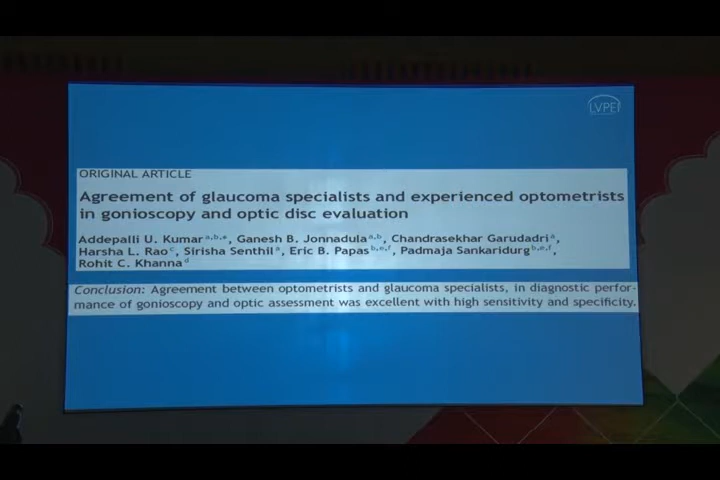 LVPEI
ORIGINAL ARTICLE
Agreement of glaucoma specialists and experienced optometrists
in gonioscopy and optic disc evaluation
Addepalli U. Kumar a,b,*, Ganesh B. Jonnadula a,b, Chandrasekhar Garudadri a,
Harsha L. Rao c, Sirisha Senthil a, Eric B. Papas b,e,f, Padmaja Sankaridurg b,e,f,
Rohit C. Khanna d
Conclusion: Agreement between optometrists and glaucoma specialists, in diagnostic perfor-
mance of gonioscopy and optic assessment was excellent with high sensitivity and specificity.